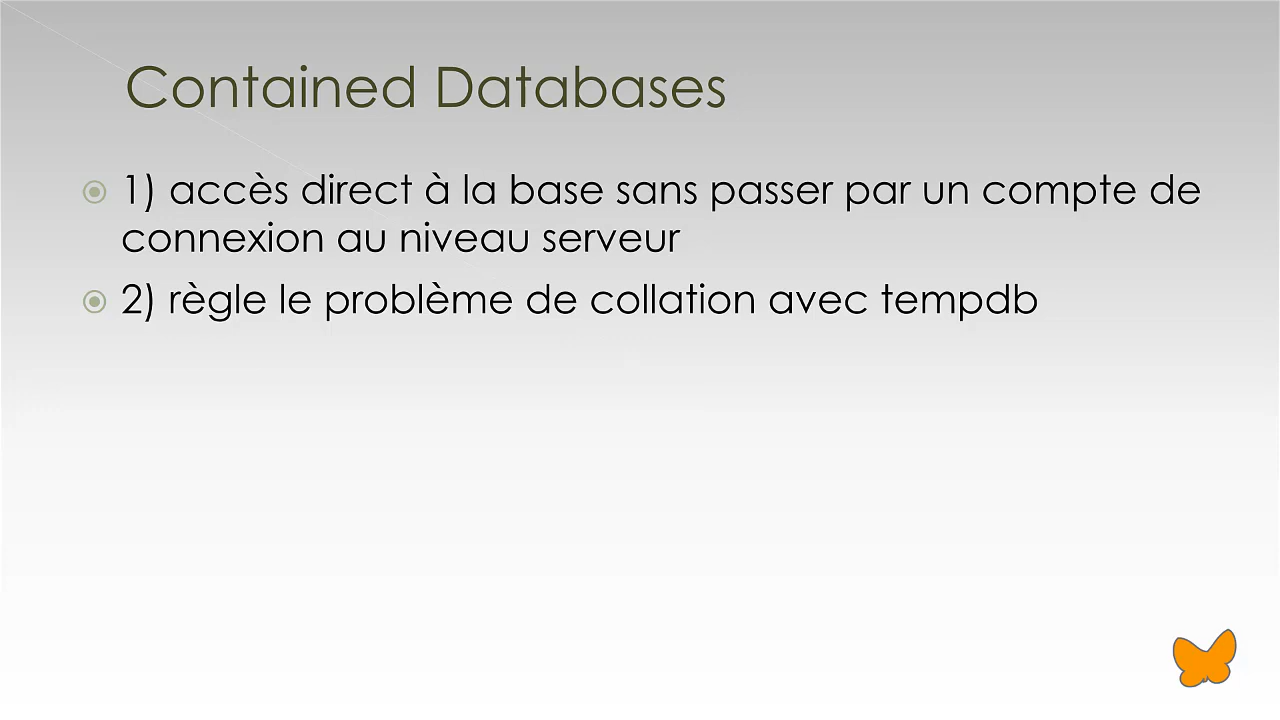 Contained Databases
1) accès direct à la base sans passer par un compte de
connexion au niveau serveur
2) règle le problème de collation avec tempdb